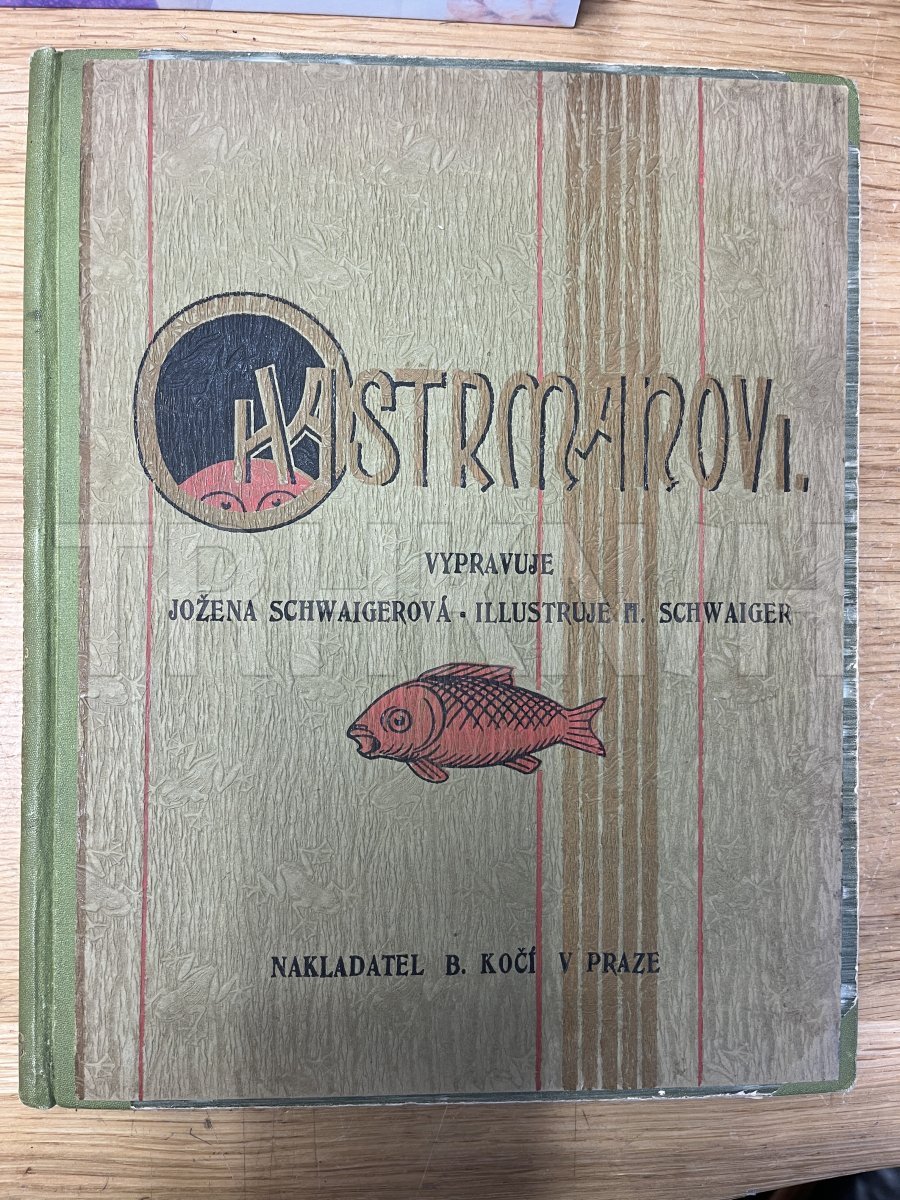 HASTRMANOVI.
VYPRAVUJE
JOŽENA SCHWAIGEROVÁ · ILLUSTRUJE H. SCHWAIGER
NAKLADATEL B. KOČÍ V PRAZE